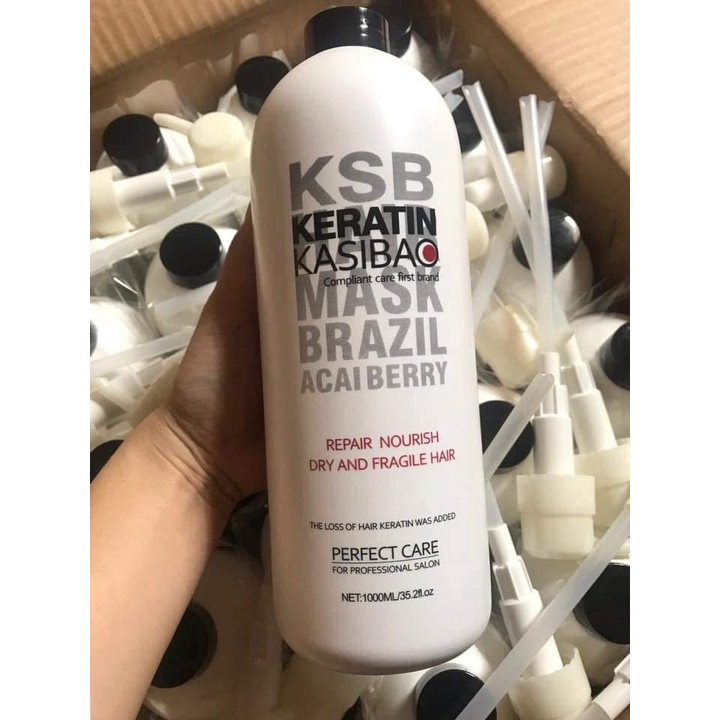 KSB
KERATIN
KASIBAO
Compliant care first brand
MASK
BRAZIL
ACAI BERRY
REPAIR NOURISH
DRY AND FRAGILE HAIR
THE LOSS OF HAIR KERATIN WAS ADDED
PERFECT CARE
FOR PROFESSIONAL SALON
NET:1000ML/35.2fl.oz